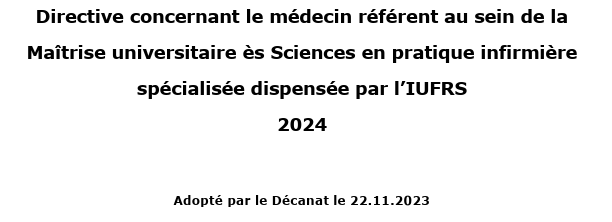 Directive concernant le médecin référent au sein de la
Maîtrise universitaire ès Sciences en pratique infirmière
spécialisée dispensée par l’IUFRS
2024
Adopté par le Décanat le 22.11.2023